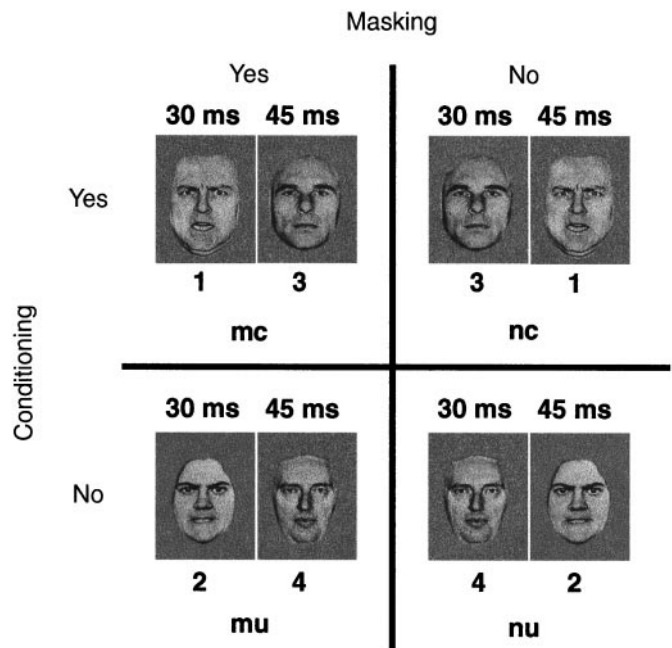 Masking
Yes No
30 ms 45 ms 30 ms 45 ms
Yes
1 3 3 1
mc nc
Conditioning
30 ms 45 ms 30 ms 45 ms
No
2 4 4 2
mu nu